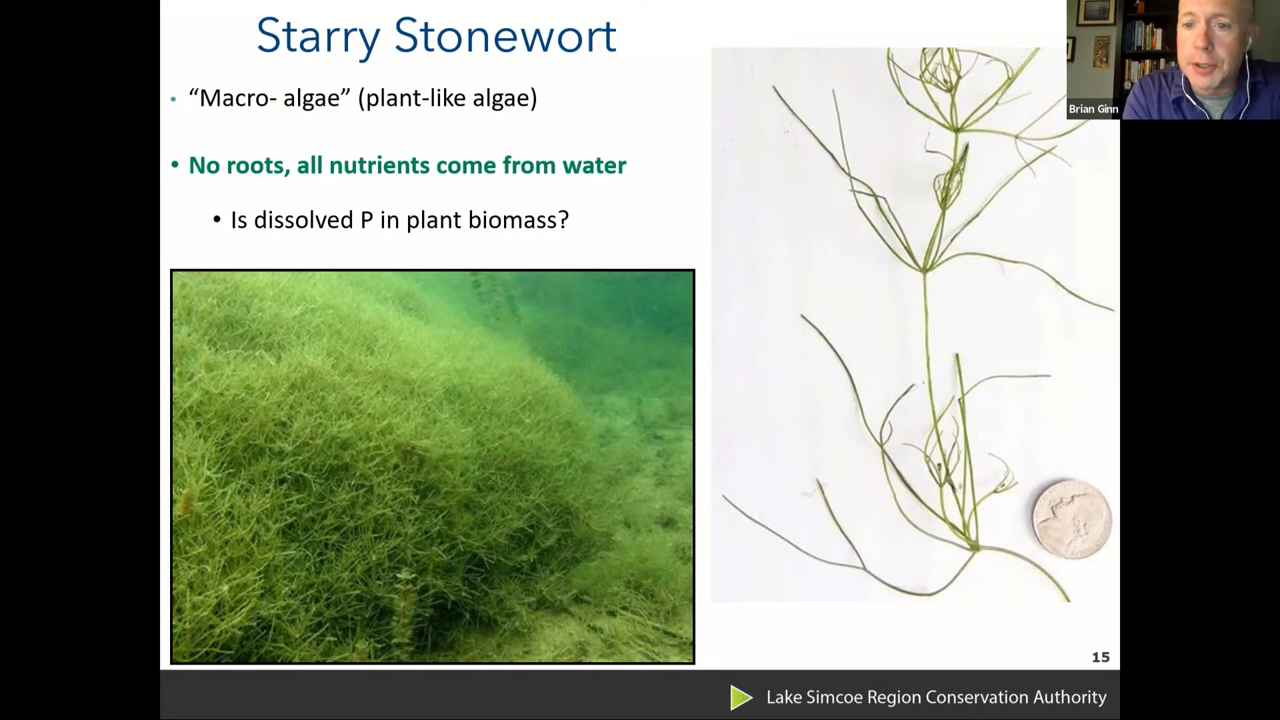 Starry Stonewort
• “Macro- algae” (plant-like algae)
• No roots, all nutrients come from water
• Is dissolved P in plant biomass?
Brian Ginn
15
Lake Simcoe Region Conservation Authority